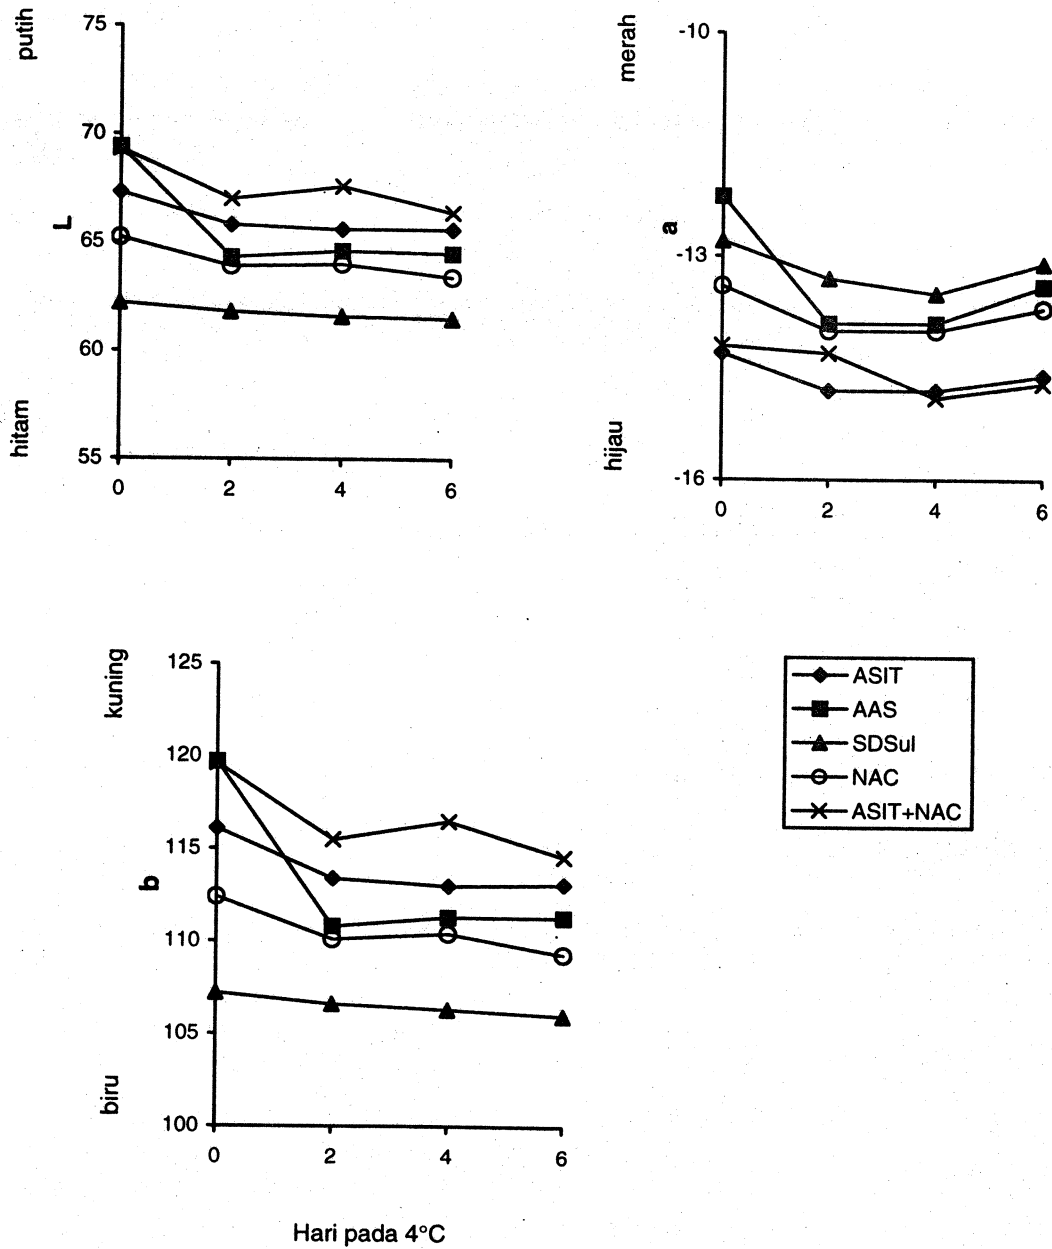 putih
75
70
L
65
60
hitam
55
0 2 4 6
merah
-10
a
-13
hijau
-16
0 2 4 6
kuning
125
120
115
b
110
105
biru
100
0 2 4 6
Hari pada 4°C
ASIT
AAS
SDSul
NAC
ASIT+NAC